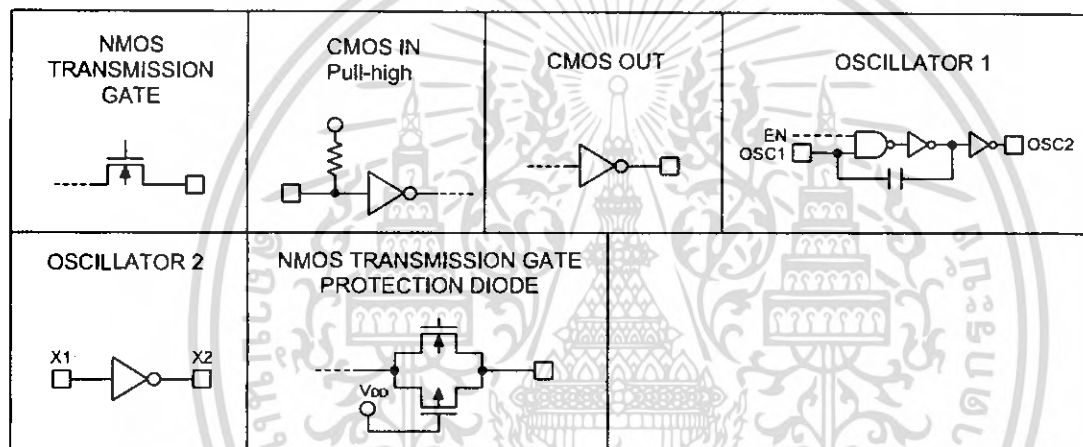 NMOS
TRANSMISSION
GATE
CMOS IN
Pull-high
CMOS OUT
OSCILLATOR 1
EN
OSC1
OSC2
OSCILLATOR 2
X1
X2
NMOS TRANSMISSION GATE
PROTECTION DIODE
VDD